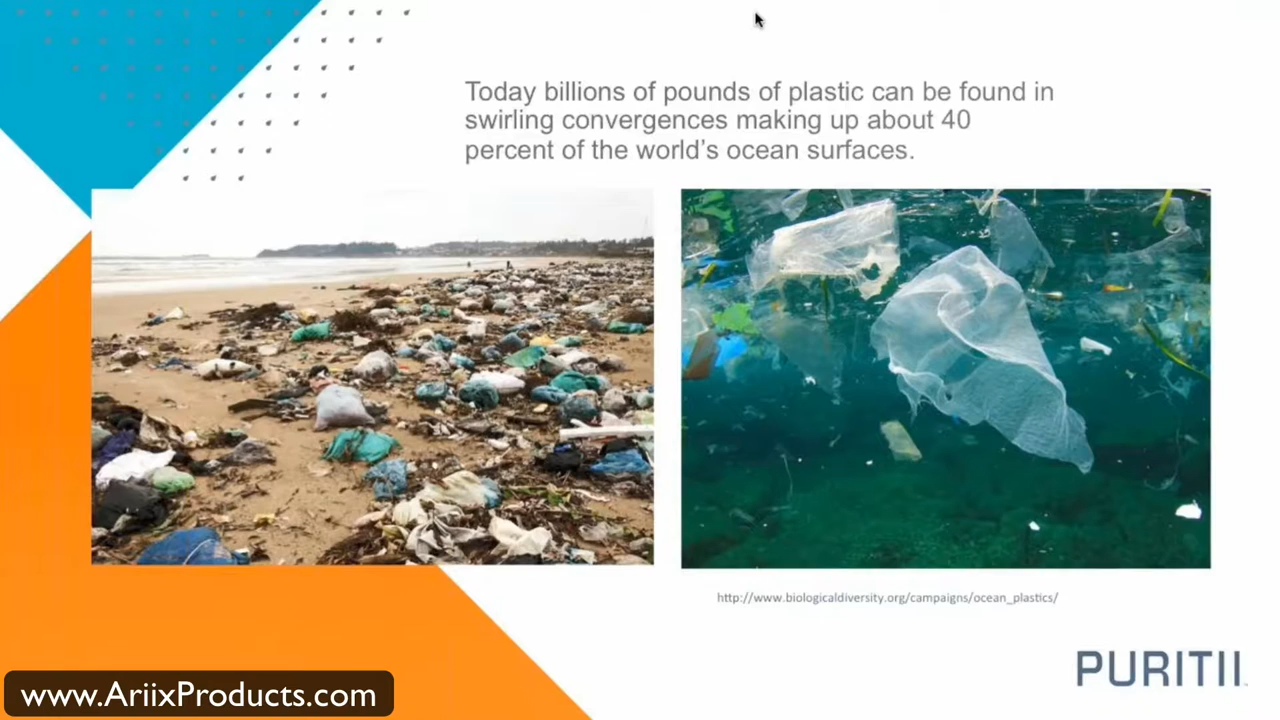 Today billions of pounds of plastic can be found in
swirling convergences making up about 40
percent of the world's ocean surfaces.
http://www.biologicaldiversity.org/campaigns/ocean_plastics/
PURITII
www.AriixProducts.com